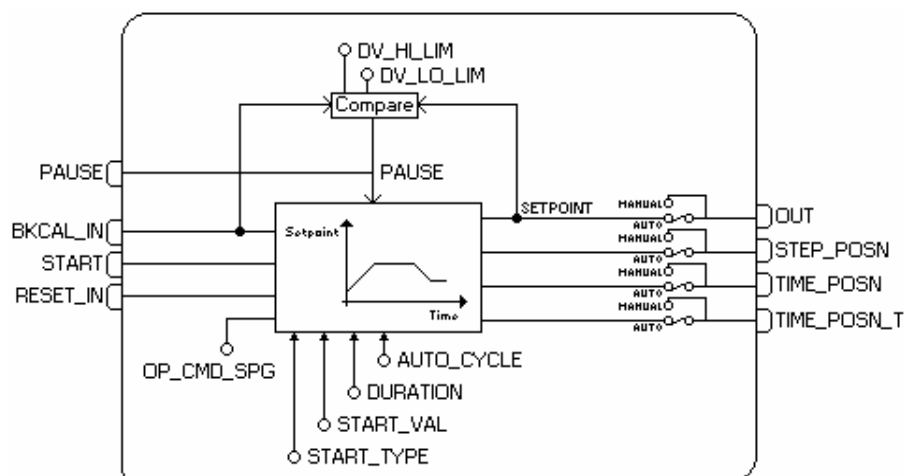 DV_HI_LIM
DV_LO_LIM
Compare
PAUSE
PAUSE
SETPOINT
MANUAL
OUT
BKCAL_IN
Setpoint
AUTO
MANUAL
STEP_POSN
START
AUTO
MANUAL
TIME_POSN
RESET_IN
AUTO
MANUAL
Time
TIME_POSN_T
AUTO
OP_CMD_SPG
AUTO_CYCLE
DURATION
START_VAL
START_TYPE